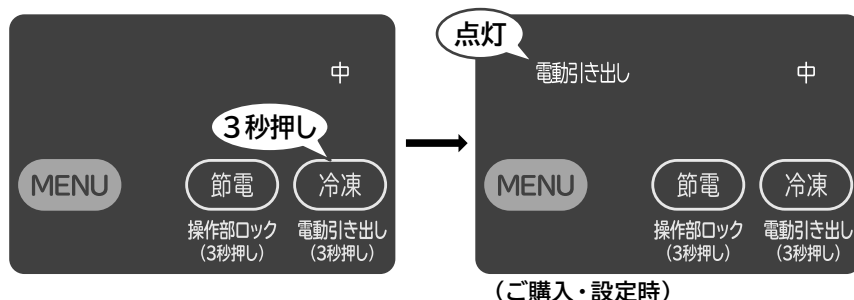 中
3秒押し
MENU
節電
冷凍
操作部ロック
(3秒押し)
電動引き出し
(3秒押し)
点灯
電動引き出し
中
MENU
節電
冷凍
操作部ロック
(3秒押し)
電動引き出し
(3秒押し)
(ご購入・設定時)